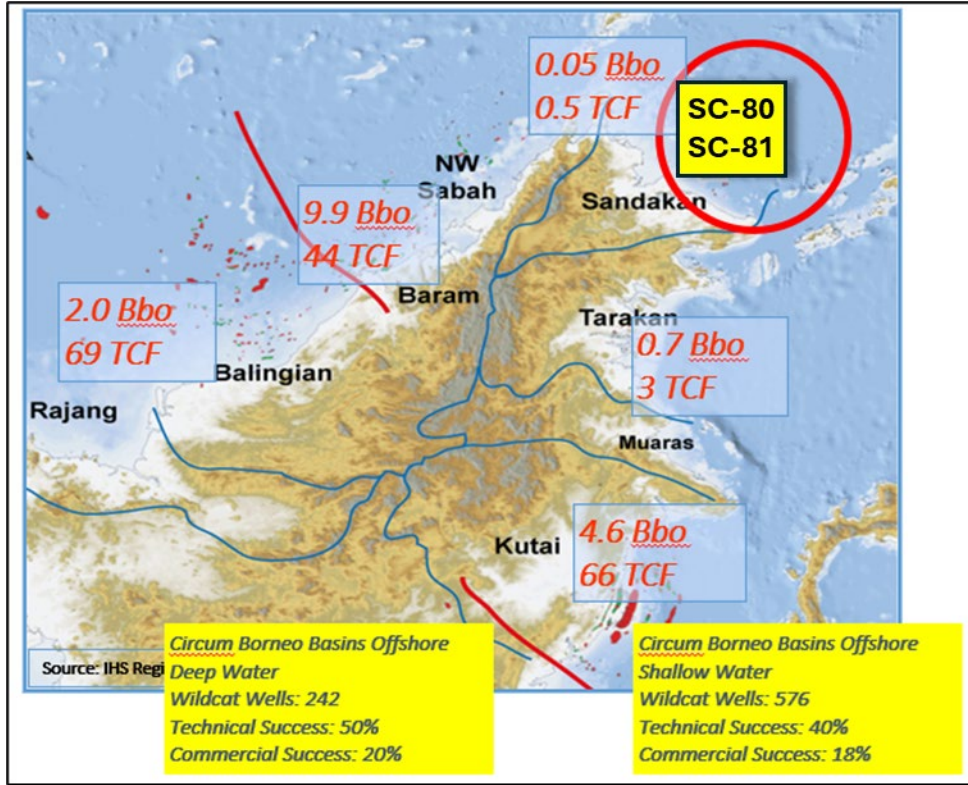 0.05 Bbo
0.5 TCF
SC-80
SC-81
NW
Sabah
Sandakan
9.9 Bbo
44 TCF
Baram
2.0 Bbo
69 TCF
Tarakan
0.7 Bbo
3 TCF
Balingian
Rajang
Muaras
4.6 Bbo
66 TCF
Kutai
Source: IHS Regi
Circum Borneo Basins Offshore
Deep Water
Wildcat Wells: 242
Technical Success: 50%
Commercial Success: 20%
Circum Borneo Basins Offshore
Shallow Water
Wildcat Wells: 576
Technical Success: 40%
Commercial Success: 18%